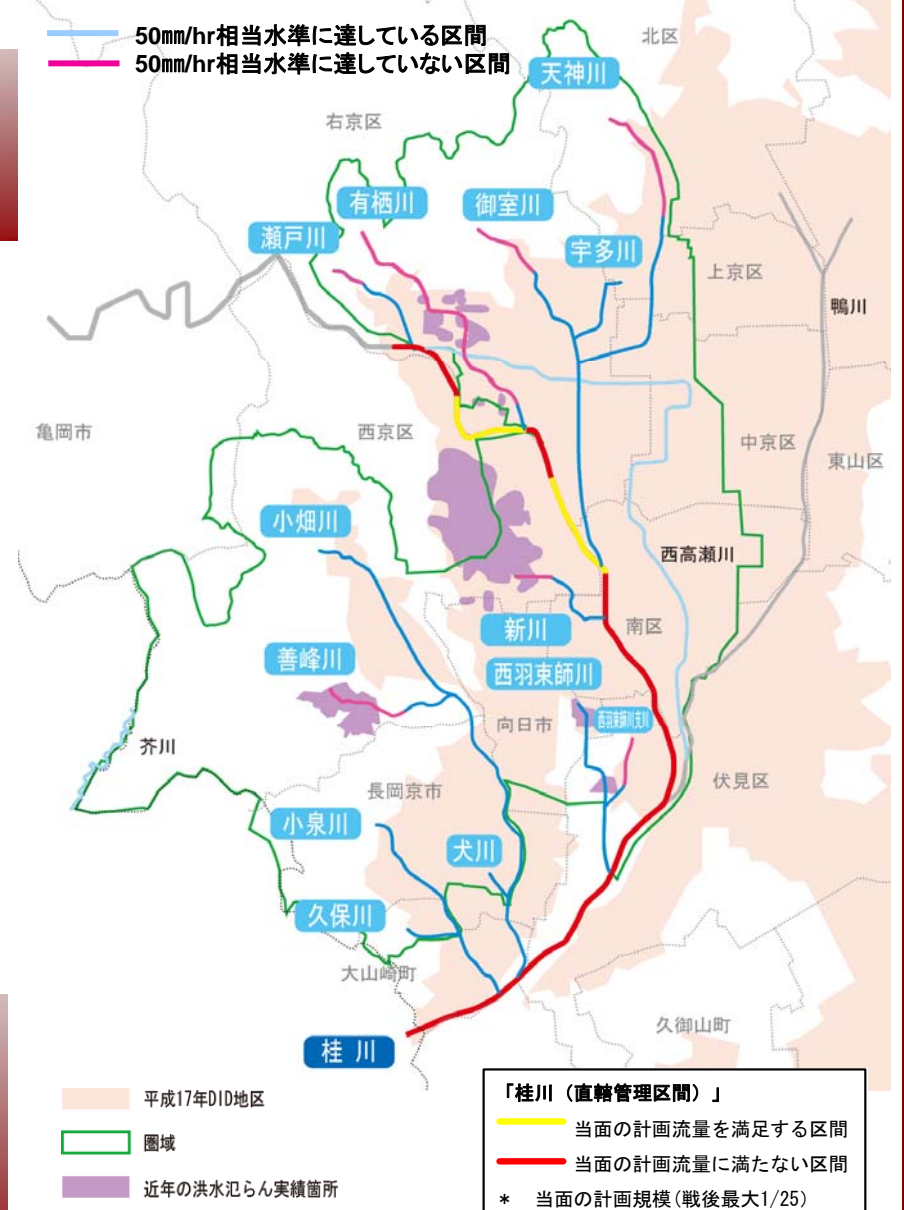 50mm/hr相当水準に達している区間
50mm/hr相当水準に達していない区間
北区
天神川
右京区
有栖川
御室川
瀬戸川
宇多川
上京区
鴨川
亀岡市
西京区
中京区
東山区
小畑川
西高瀬川
新川
南区
善峰川
西羽束師川
西羽束師川支川
向日市
芥川
伏見区
長岡京市
小泉川
犬川
久保川
大山崎町
久御山町
桂川
平成17年DID地区
圏域
近年の洪水氾らん実績箇所
「桂川（直轄管理区間）」
当面の計画流量を満足する区間
当面の計画流量に満たない区間
* 当面の計画規模(戦後最大1/25)